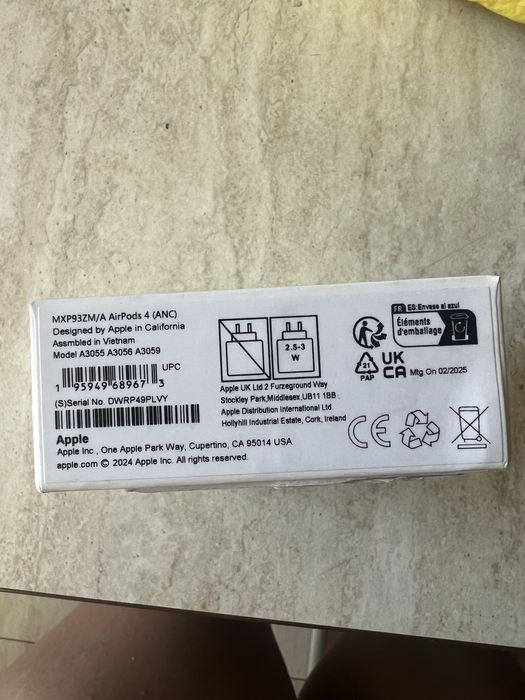 MXP93ZM/A AirPods 4 (ANC)
Designed by Apple in California
Assmbled in Vietnam
Model A3055 A3056 A3059
UPC
1 95949 68967 3
(S)Serial No. DWRP49PLVY
Apple
Apple Inc., One Apple Park Way, Cupertino, CA 95014 USA
apple.com © 2024 Apple Inc. All rights reserved.
2.5-3
W
Apple UK Ltd 2 Furzeground Way
Stockley Park,Middlesex,UB11 1BB .
Apple Distribution International Ltd.
Hollyhill Industrial Estate, Cork, Ireland
FR ES:Envase al azul
Éléments
d'emballage
21
PAP
UK
CA
Mtg.On 02/2025
CE